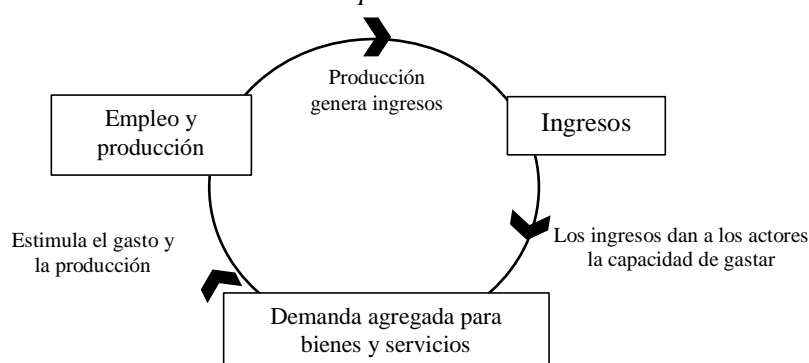 Producción
genera ingresos
Empleo y
producción
Ingresos
Estimula el gasto y
la producción
Los ingresos dan a los actores
la capacidad de gastar
Demanda agregada para
bienes y servicios